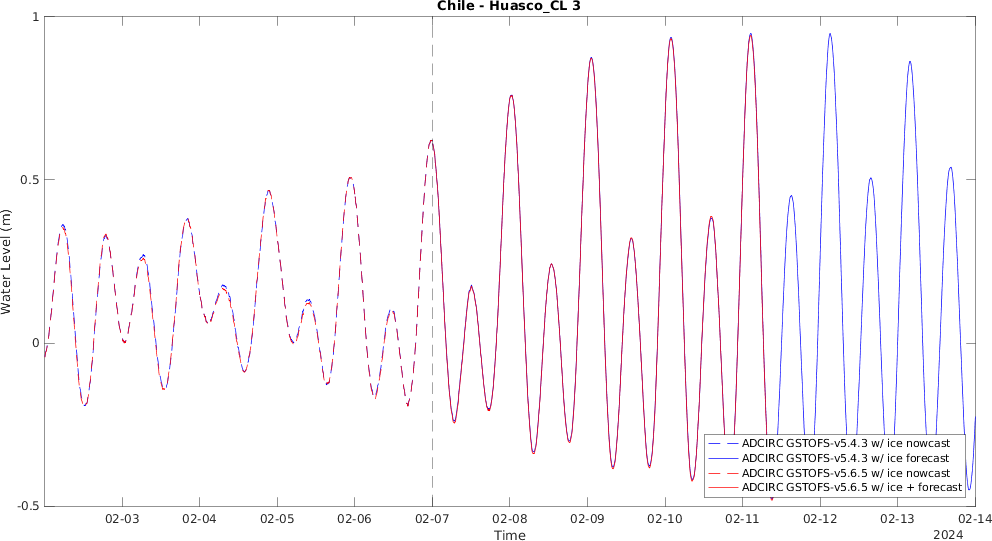 Chile - Huasco_CL 3
Water Level (m)
1
0.5
0
-0.5
ADCIRC GSTOFS-v5.4.3 w/ ice nowcast
ADCIRC GSTOFS-v5.4.3 w/ ice forecast
ADCIRC GSTOFS-v5.6.5 w/ ice nowcast
ADCIRC GSTOFS-v5.6.5 w/ ice + forecast
02-03 02-04 02-05 02-06 02-07 02-08 02-09 02-10 02-11 02-12 02-13 02-14
Time
2024